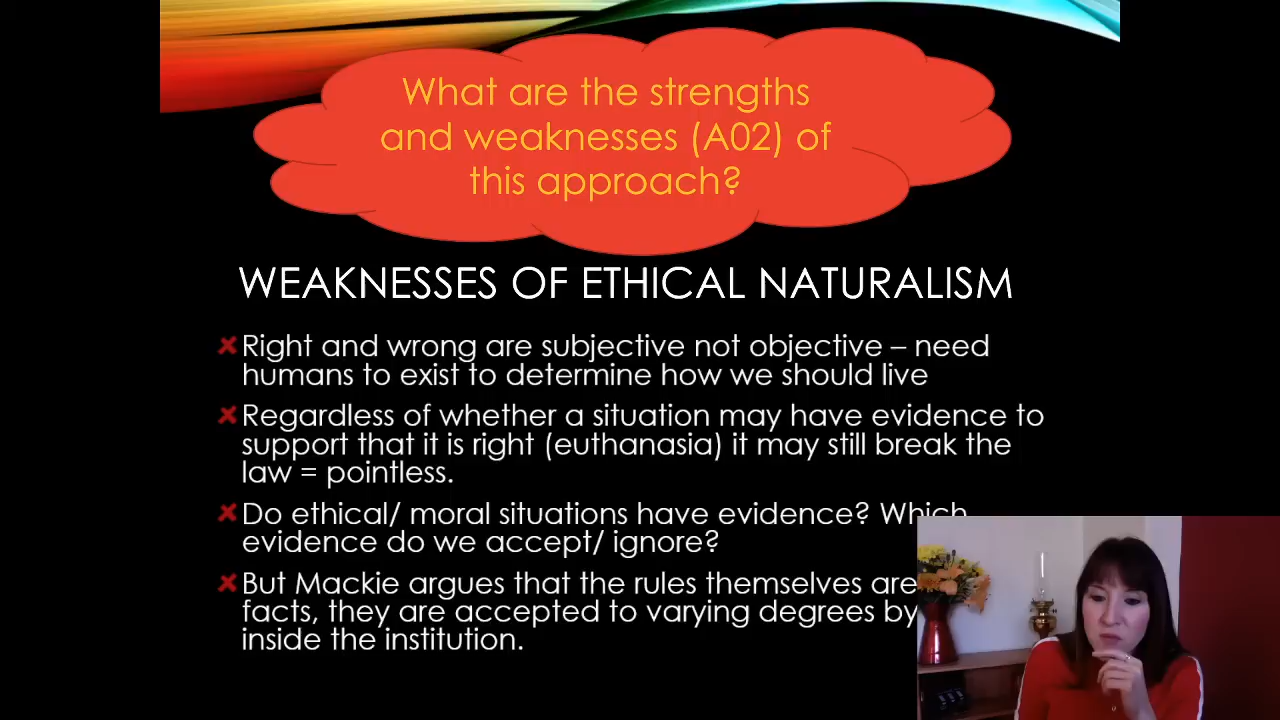 What are the strengths
and weaknesses (A02) of
this approach?
WEAKNESSES OF ETHICAL NATURALISM
Right and wrong are subjective not objective – need
humans to exist to determine how we should live
Regardless of whether a situation may have evidence to
support that it is right (euthanasia) it may still break the
law = pointless.
Do ethical/ moral situations have evidence? Which
evidence do we accept/ ignore?
But Mackie argues that the rules themselves are
facts, they are accepted to varying degrees by
inside the institution.